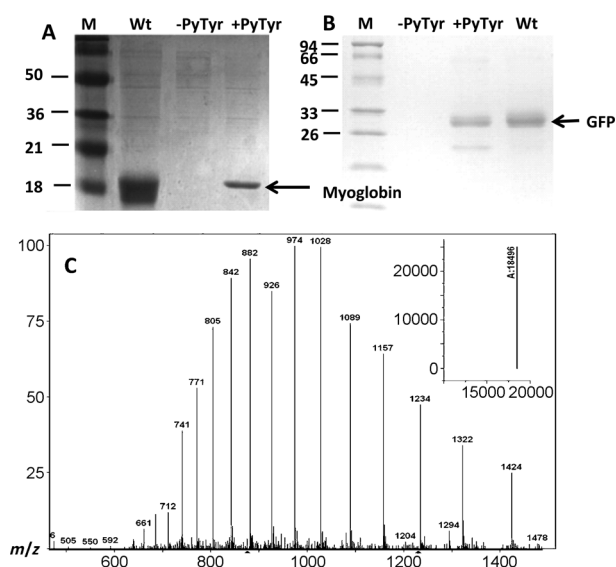 A
M Wt -PyTyr +PyTyr
50
36
21
18
Myoglobin
B
M -PyTyr +PyTyr Wt
94
66
45
33
26
GFP
C
100
75
50
25
6 505 550 592 661 712 741 771 805 842 882 926 974 1028 1089 1157 1204 1234 1294 1322 1424 1478
m/z 600 800 1000 1200 1400
25000
20000
10000
0
A:18496
15000 20000